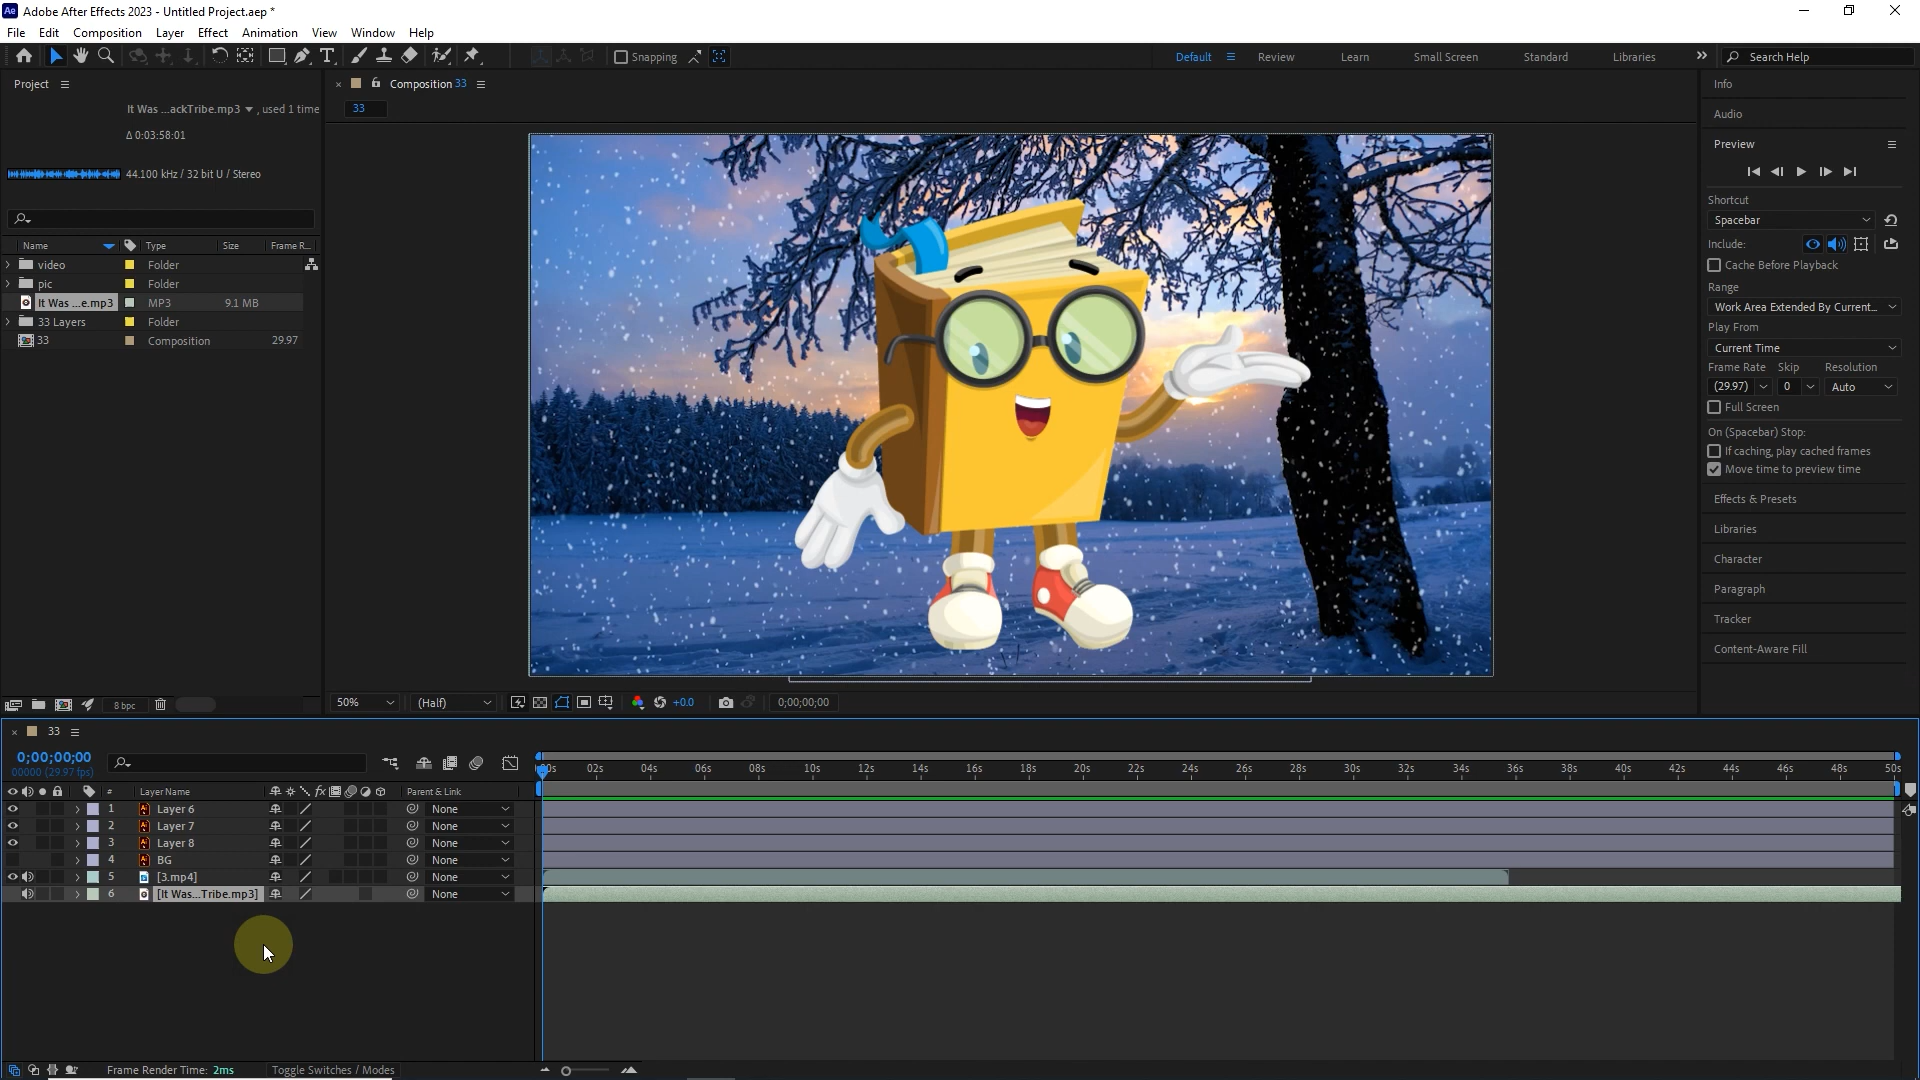 Ae Adobe After Effects 2023 - Untitled Project.aep *
File Edit Composition Layer Effect Animation View Window Help
Snapping
Default Review Learn Small Screen Standard Libraries Search Help
Project
Composition 33
33
It Was ...ackTribe.mp3 , used 1 time
Δ 0:03:58:01
44.100 kHz / 32 bit U / Stereo
Name Type Size Frame R...
video Folder
pic Folder
It Was ...e.mp3 MP3 9.1 MB
33 Layers Folder
33 Composition 29.97
8 bpc
50% (Half) +0.0 0;00;00;00
Info
Audio
Preview
Shortcut
Spacebar
Include:
Cache Before Playback
Range
Work Area Extended By Current...
Play From
Current Time
Frame Rate Skip Resolution
(29.97) 0 Auto
Full Screen
On (Spacebar) Stop:
If caching, play cached frames
Move time to preview time
Effects & Presets
Libraries
Character
Paragraph
Tracker
Content-Aware Fill
33
0;00;00;00
00000 (29.97 fps)
02s 04s 06s 08s 10s 12s 14s 16s 18s 20s 22s 24s 26s 28s 30s 32s 34s 36s 38s 40s 42s 44s 46s 48s 50s
# Layer Name fx Parent & Link
1 Layer 6 None
2 Layer 7 None
3 Layer 8 None
4 BG None
5 [3.mp4] None
6 [It Was...Tribe.mp3] None
Frame Render Time: 2ms Toggle Switches / Modes